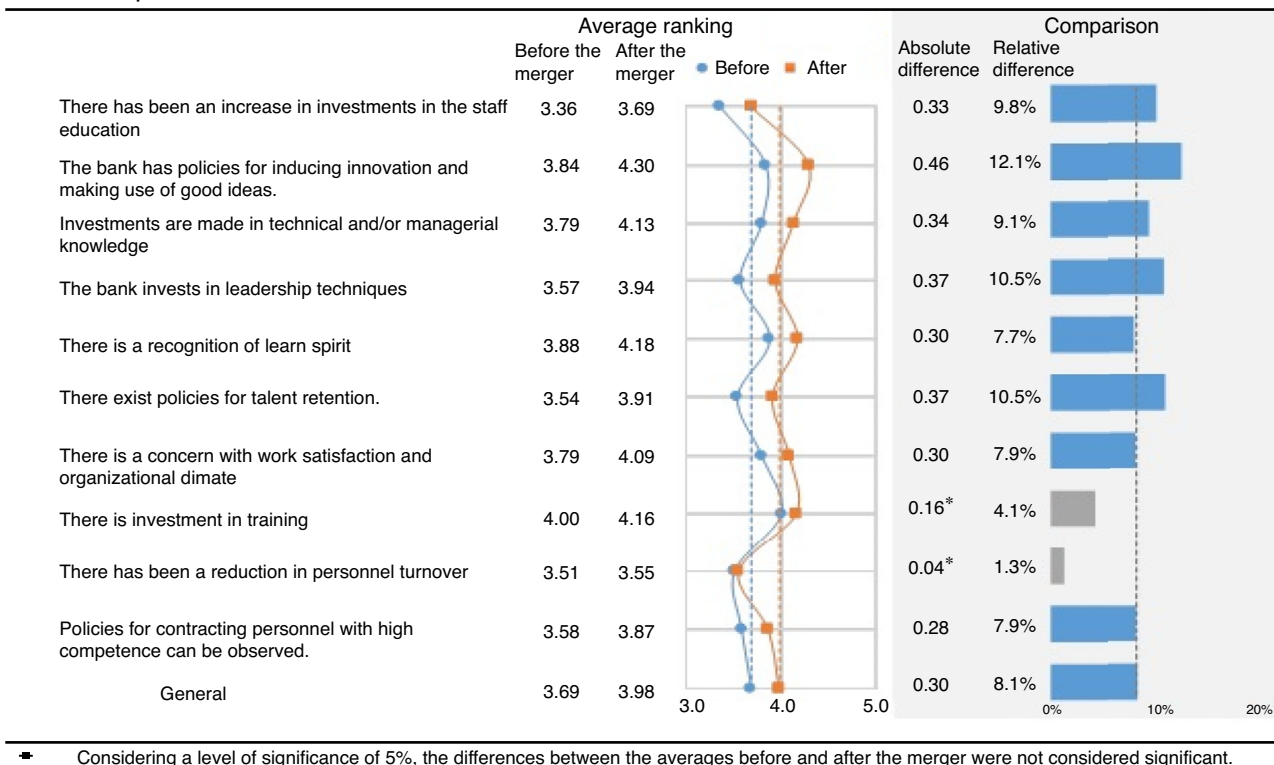 Average ranking
Comparison
Before the merger
After the merger
Before
After
Absolute difference
Relative difference
There has been an increase in investments in the staff
education
3.36 3.69 0.33 9.8%
The bank has policies for inducing innovation and
making use of good ideas.
3.84 4.30 0.46 12.1%
Investments are made in technical and/or managerial
knowledge
3.79 4.13 0.34 9.1%
The bank invests in leadership techniques
3.57 3.94 0.37 10.5%
There is a recognition of learn spirit
3.88 4.18 0.30 7.7%
There exist policies for talent retention.
3.54 3.91 0.37 10.5%
There is a concern with work satisfaction and
organizational dimate
3.79 4.09 0.30 7.9%
There is investment in training
4.00 4.16 0.16* 4.1%
There has been a reduction in personnel turnover
3.51 3.55 0.04* 1.3%
Policies for contracting personnel with high
competence can be observed.
3.58 3.87 0.28 7.9%
General
3.69 3.98 0.30 8.1%
3.0 4.0 5.0
0% 10% 20%
Considering a level of significance of 5%, the differences between the averages before and after the merger were not considered significant.